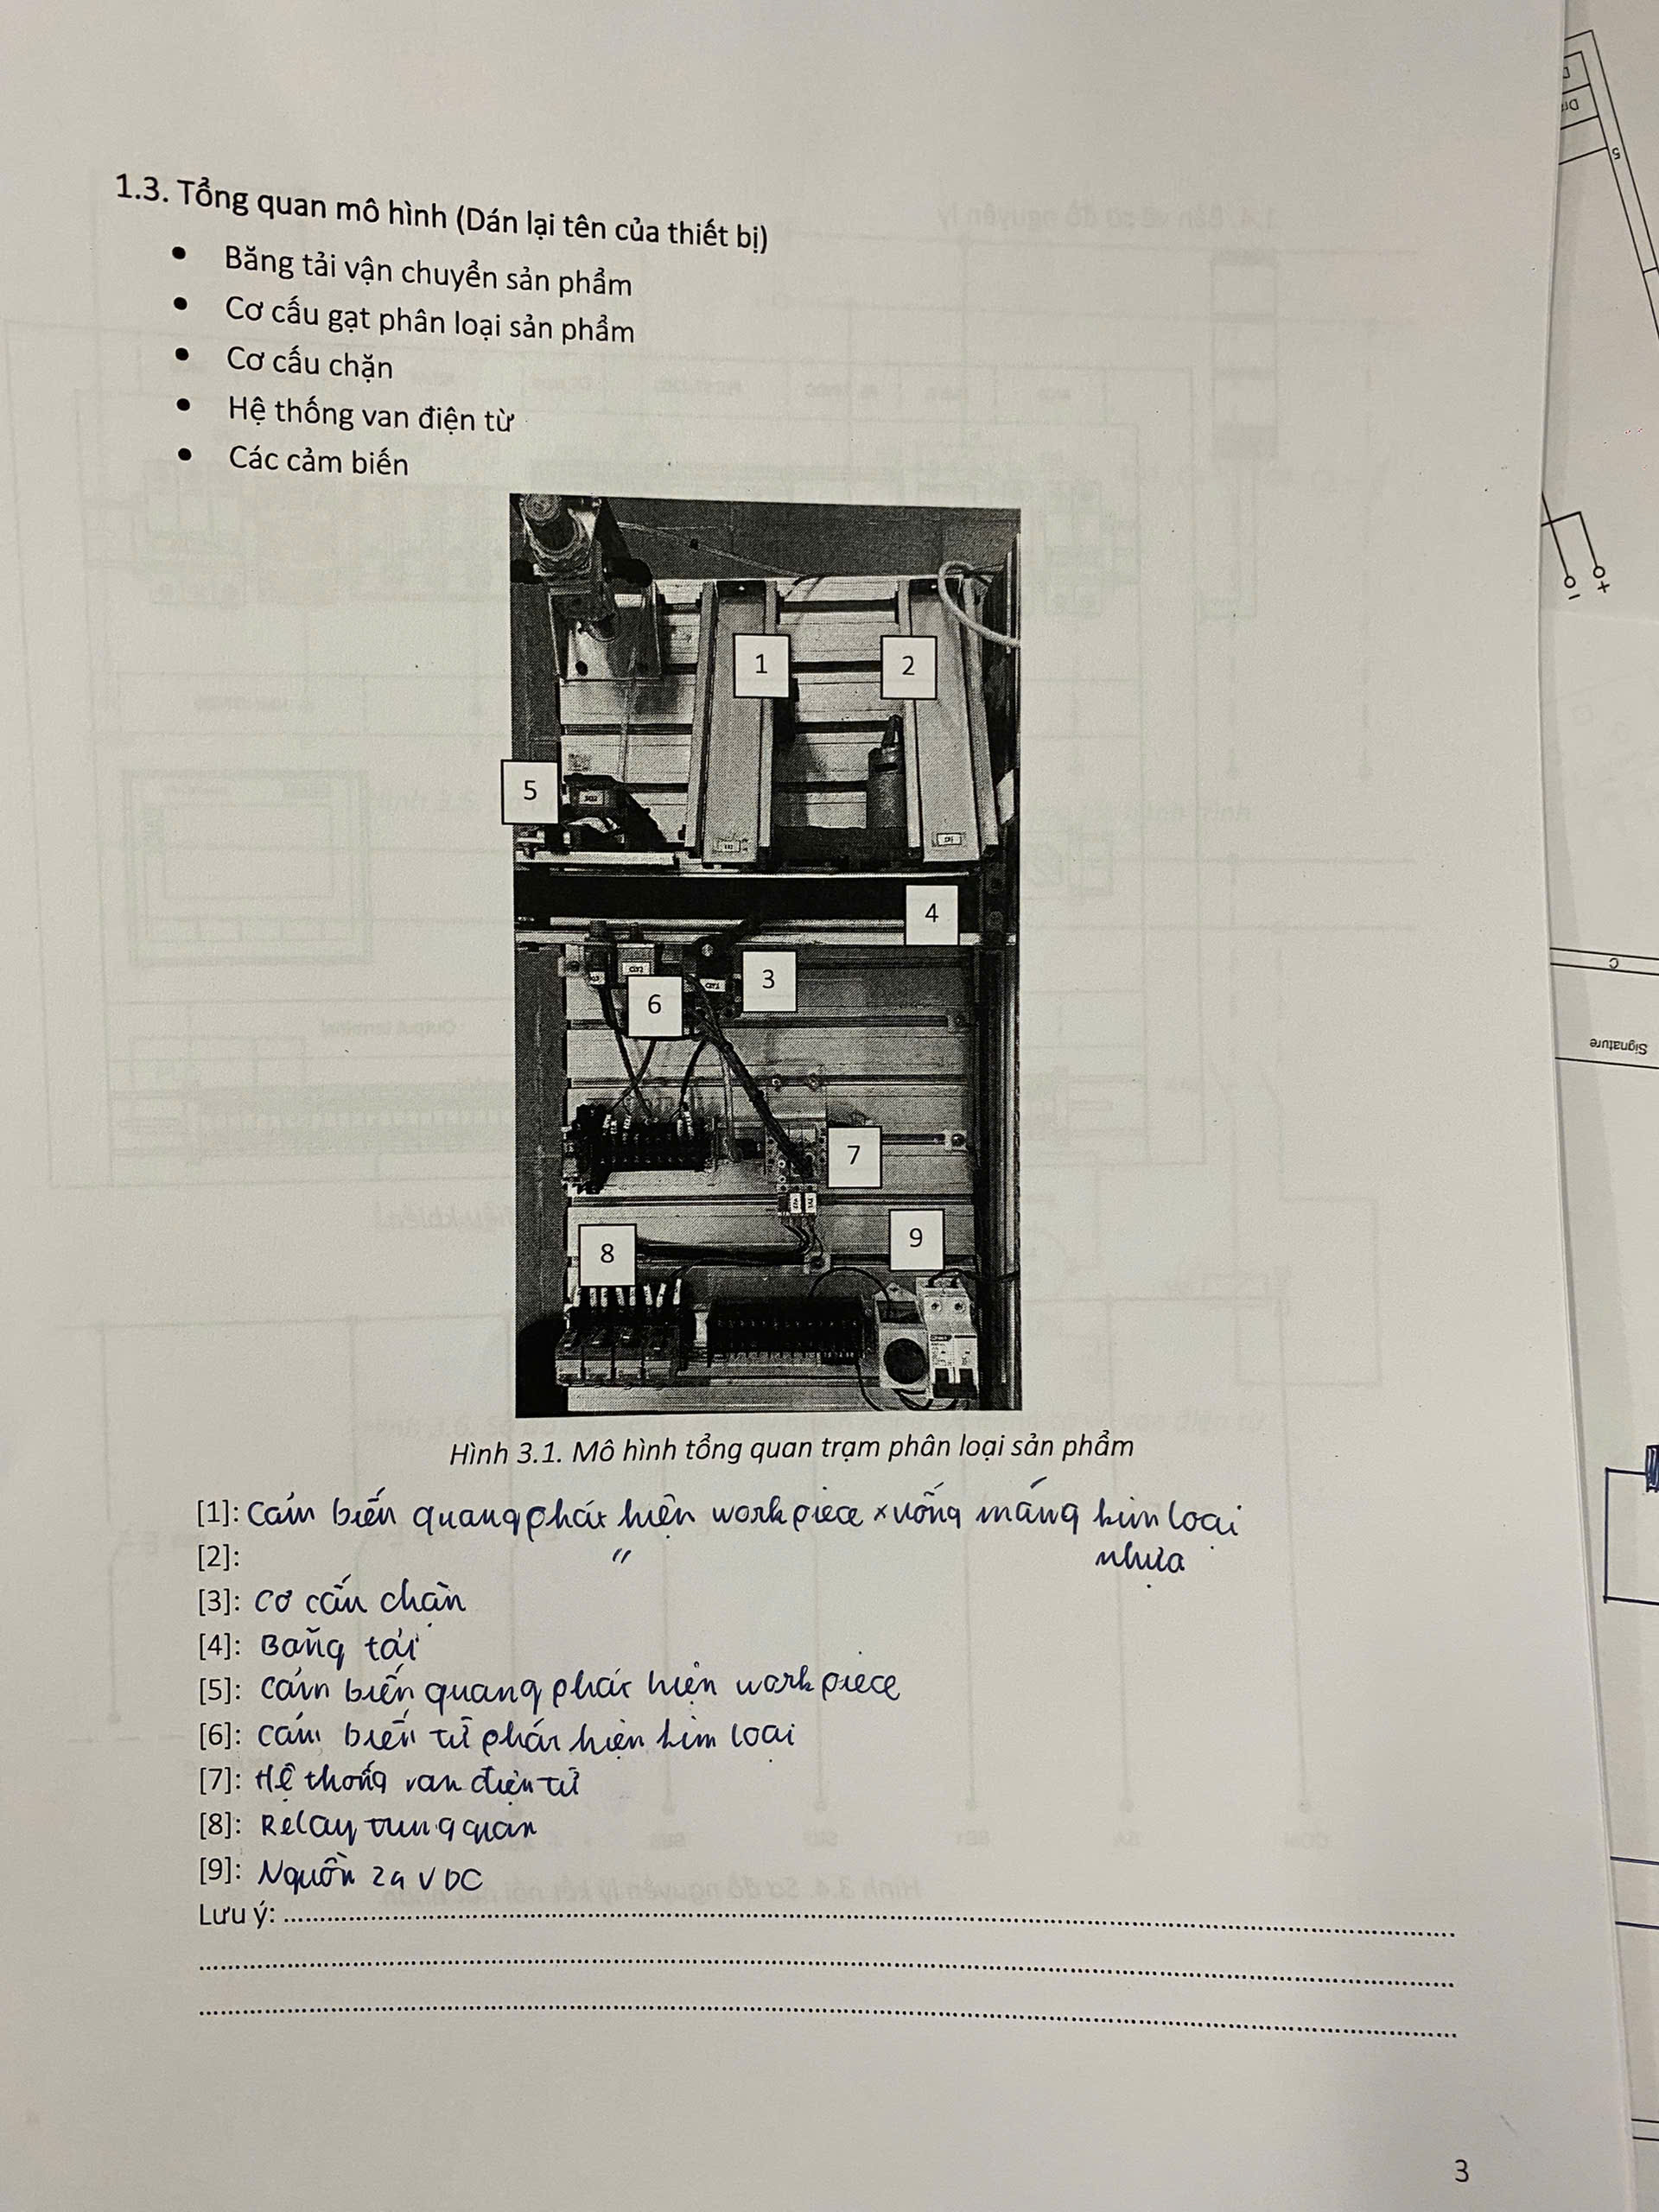 1.3. Tổng quan mô hình (Dán lại tên của thiết bị)
• Băng tải vận chuyển sản phẩm
• Cơ cấu gạt phân loại sản phẩm
• Cơ cấu chặn
• Hệ thống van điện từ
• Các cảm biến
1
2
5
4
3
6
7
8
9
Hình 3.1. Mô hình tổng quan trạm phân loại sản phẩm
[1]: Cảm biến quang phát hiện workpiece xuống máng kim loại
[2]: " nhựa
[3]: Cơ cấu chặn
[4]: Băng tải
[5]: Cảm biến quang phát hiện workpiece
[6]: Cảm biến từ phát hiện kim loại
[7]: Hệ thống van điện từ
[8]: Relay trung gian
[9]: Nguồn 24 VDC
Lưu ý:
3
5
C
Signature